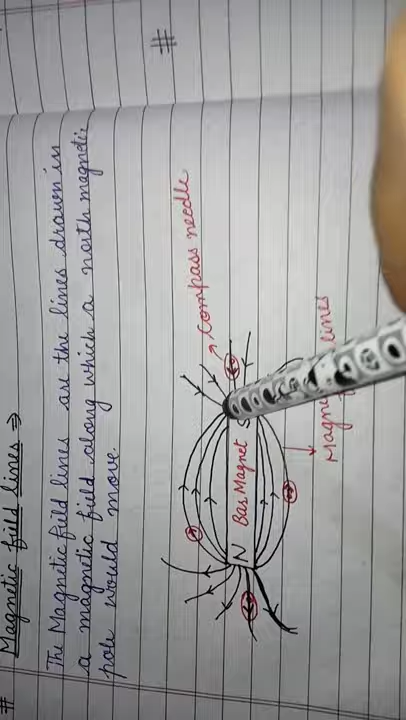 # Magnetic field lines ⇒
The Magnetic field lines are the lines drawn in
a magnetic field along which a north magnetic
pole would move.
#
Compass needle
N Bar Magnet S
lines